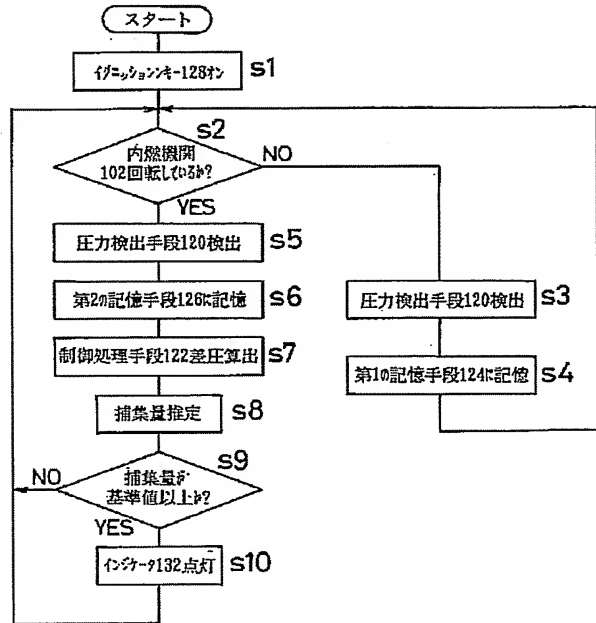 スタート
イグニッションキー128オン
s1
s2
内燃機関
102回転しているか?
NO
YES
圧力検出手段120検出
s5
第2の記憶手段126に記憶
s6
圧力検出手段120検出
s3
制御処理手段122差圧算出
s7
第1の記憶手段124に記憶
s4
捕集量推定
s8
s9
NO
捕集量が
基準値以上か?
YES
インジケータ132点灯
s10